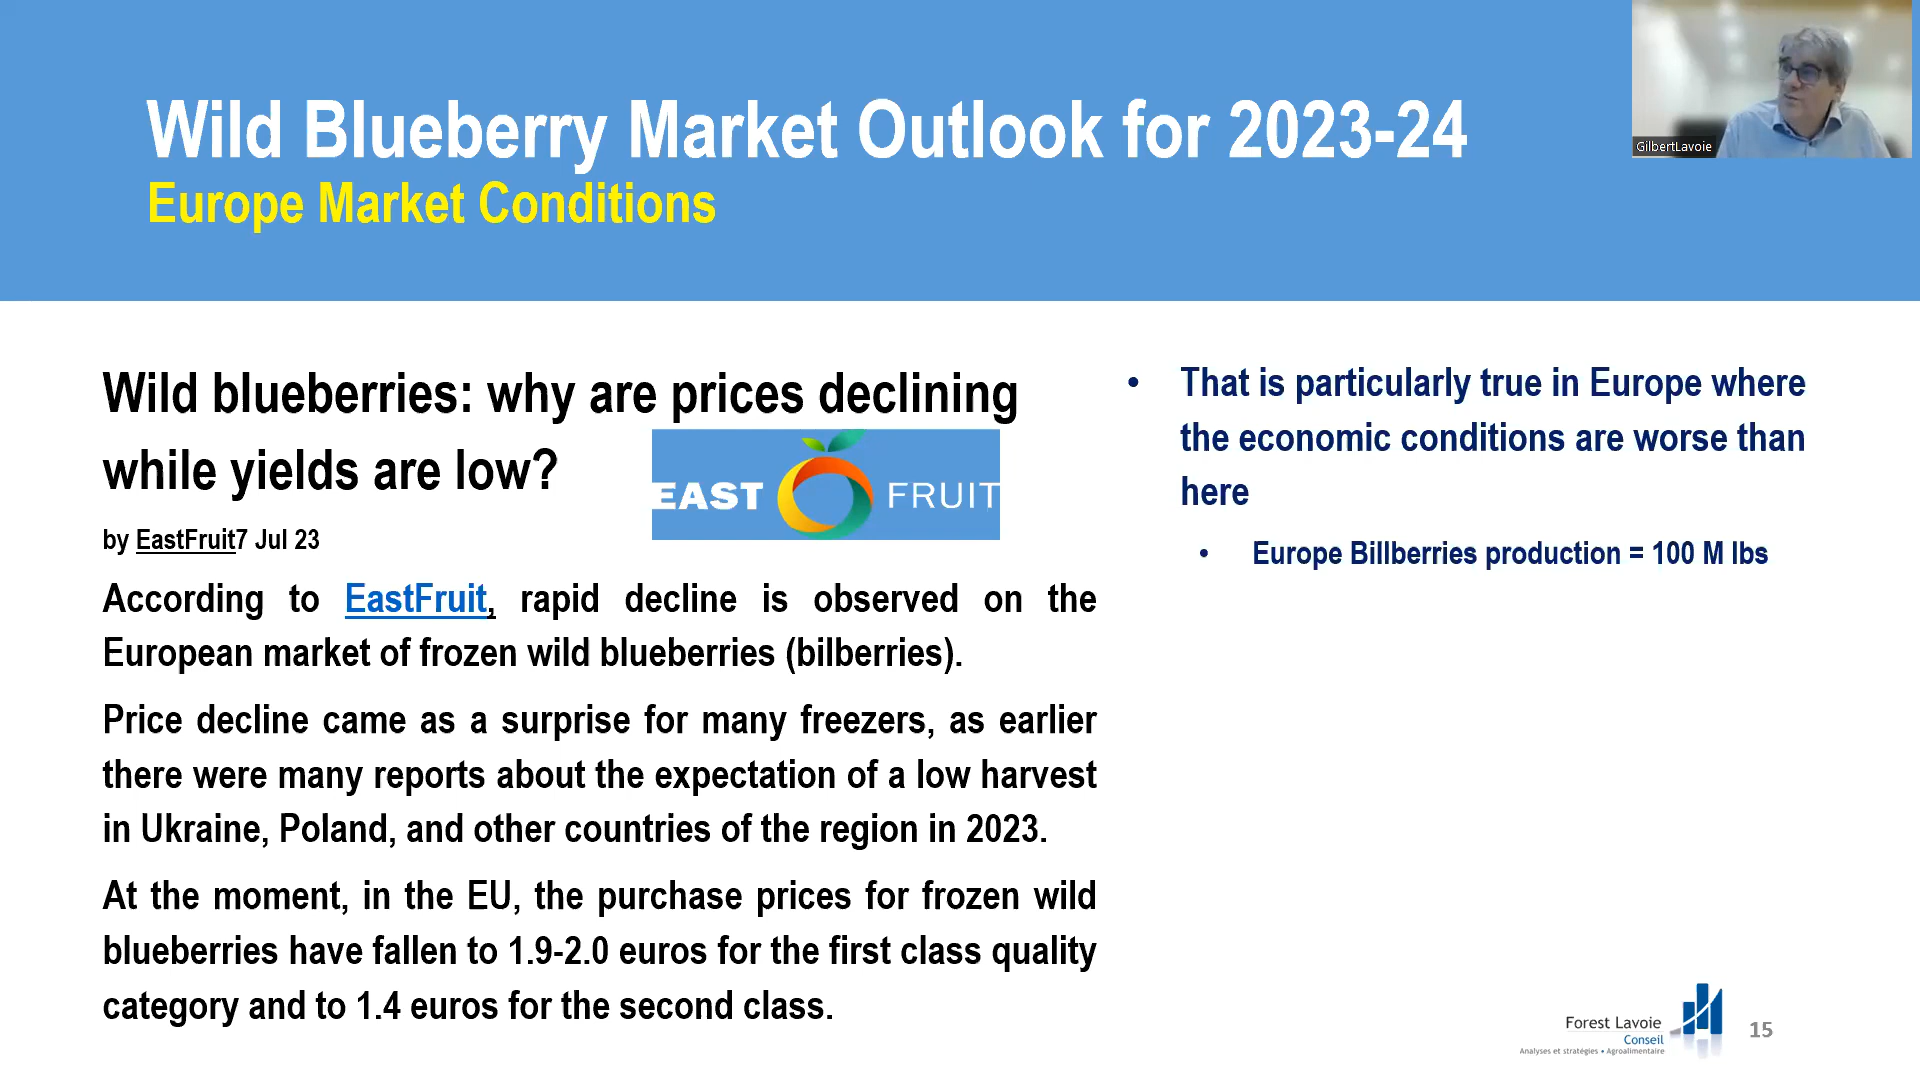 Wild Blueberry Market Outlook for 2023-24
Europe Market Conditions
GilbertLavoie
Wild blueberries: why are prices declining
while yields are low?
EAST FRUIT
by EastFruit7 Jul 23
According to EastFruit, rapid decline is observed on the
European market of frozen wild blueberries (bilberries).
Price decline came as a surprise for many freezers, as earlier
there were many reports about the expectation of a low harvest
in Ukraine, Poland, and other countries of the region in 2023.
At the moment, in the EU, the purchase prices for frozen wild
blueberries have fallen to 1.9-2.0 euros for the first class quality
category and to 1.4 euros for the second class.
• That is particularly true in Europe where
the economic conditions are worse than
here
• Europe Billberries production = 100 M lbs
Forest Lavoie
Conseil
Analyses et stratégies • Agroalimentaire
15